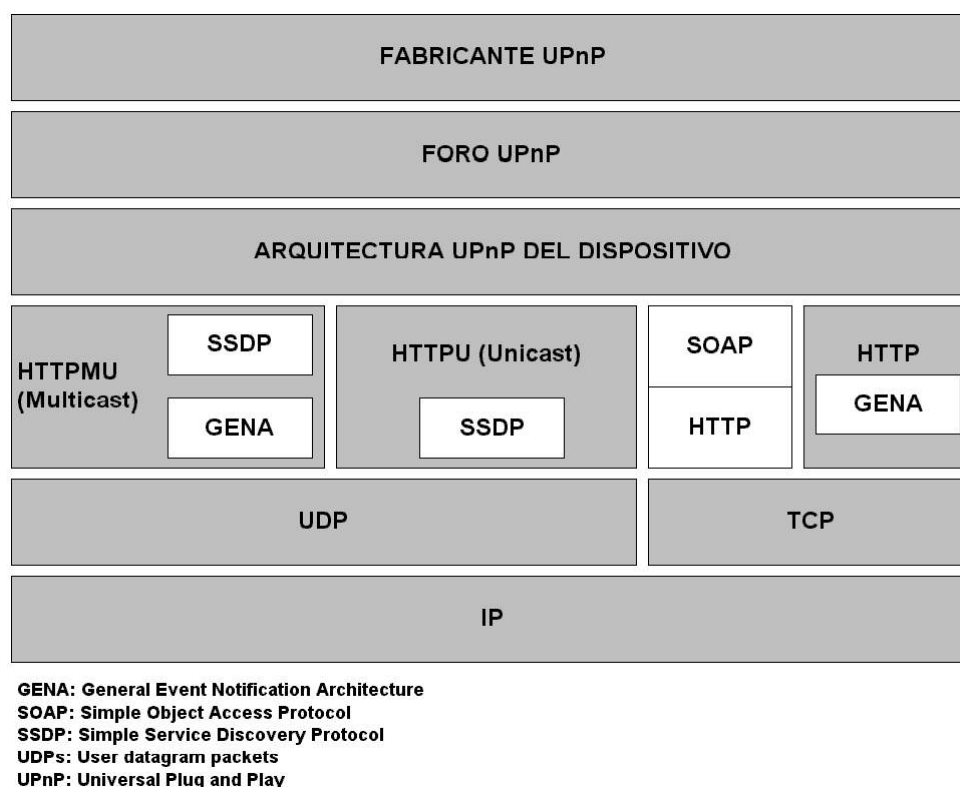 FABRICANTE UPnP
FORO UPnP
ARQUITECTURA UPnP DEL DISPOSITIVO
HTTPMU
(Multicast)
SSDP
GENA
HTTPU (Unicast)
SSDP
SOAP
HTTP
HTTP
GENA
UDP
TCP
IP
GENA: General Event Notification Architecture
SOAP: Simple Object Access Protocol
SSDP: Simple Service Discovery Protocol
UDPs: User datagram packets
UPnP: Universal Plug and Play